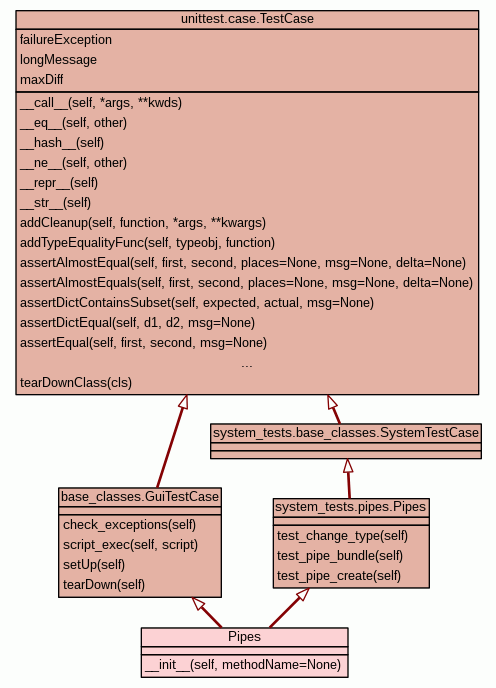 unittest.case.TestCase
failureException
longMessage
maxDiff
__call__(self, *args, **kwds)
__eq__(self, other)
__hash__(self)
__ne__(self, other)
__repr__(self)
__str__(self)
addCleanup(self, function, *args, **kwargs)
addTypeEqualityFunc(self, typeobj, function)
assertAlmostEqual(self, first, second, places=None, msg=None, delta=None)
assertAlmostEquals(self, first, second, places=None, msg=None, delta=None)
assertDictContainsSubset(self, expected, actual, msg=None)
assertDictEqual(self, d1, d2, msg=None)
assertEqual(self, first, second, msg=None)
...
tearDownClass(cls)
system_tests.base_classes.SystemTestCase
base_classes.GuiTestCase
check_exceptions(self)
script_exec(self, script)
setUp(self)
tearDown(self)
system_tests.pipes.Pipes
test_change_type(self)
test_pipe_bundle(self)
test_pipe_create(self)
Pipes
__init__(self, methodName=None)